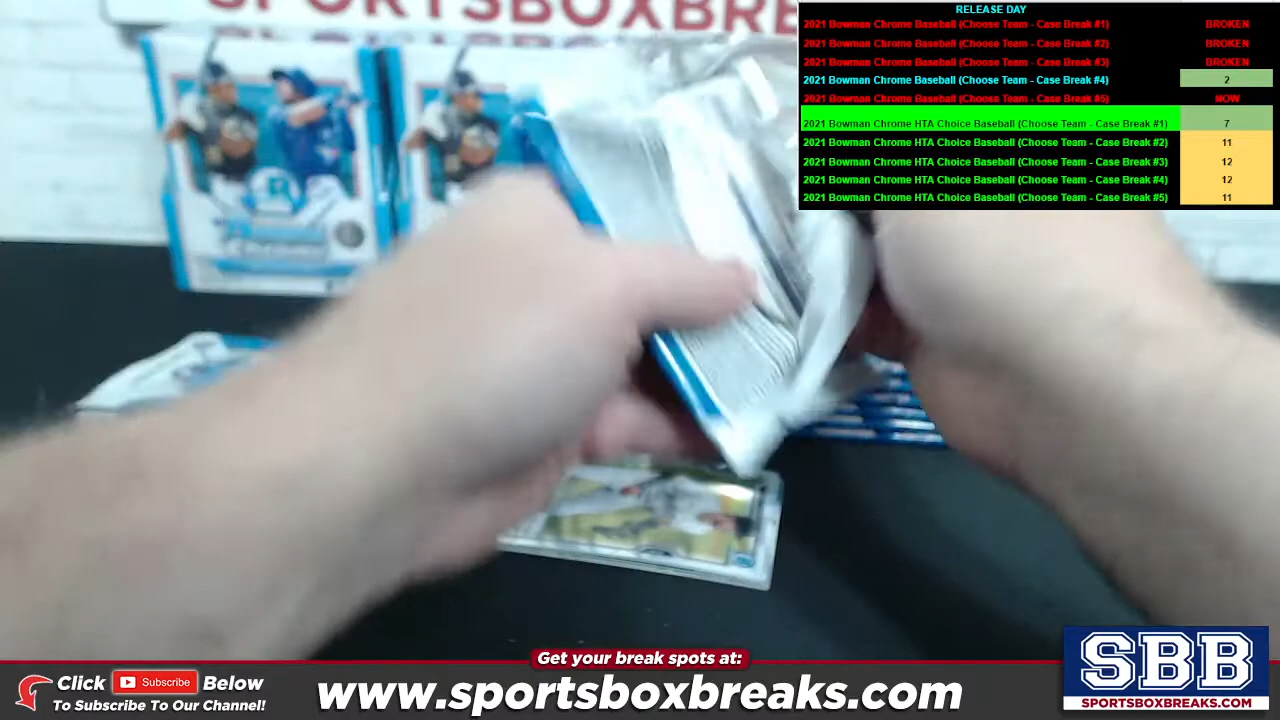 SPORTSBOXBREAKS
RELEASE DAY
2021 Bowman Chrome Baseball (Choose Team - Case Break #1) BROKEN
2021 Bowman Chrome Baseball (Choose Team - Case Break #2) BROKEN
2021 Bowman Chrome Baseball (Choose Team - Case Break #3) BROKEN
2021 Bowman Chrome Baseball (Choose Team - Case Break #4) 2
2021 Bowman Chrome Baseball (Choose Team - Case Break #5) NOW
2021 Bowman Chrome HTA Choice Baseball (Choose Team - Case Break #1) 7
2021 Bowman Chrome HTA Choice Baseball (Choose Team - Case Break #2) 11
2021 Bowman Chrome HTA Choice Baseball (Choose Team - Case Break #3) 12
2021 Bowman Chrome HTA Choice Baseball (Choose Team - Case Break #4) 12
2021 Bowman Chrome HTA Choice Baseball (Choose Team - Case Break #5) 11
Get your break spots at:
Click Subscribe Below
To Subscribe To Our Channel!
www.sportsboxbreaks.com
SBB
SPORTSBOXBREAKS.COM